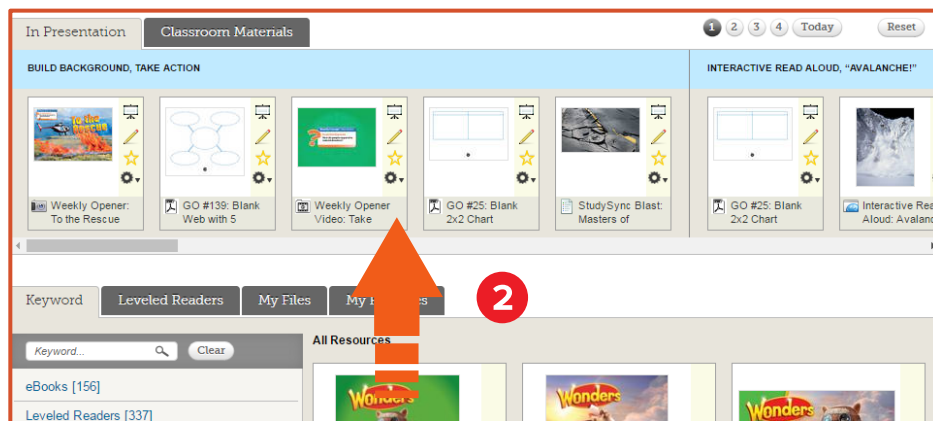 In Presentation
Classroom Materials
1 2 3 4 Today
Reset
BUILD BACKGROUND, TAKE ACTION
INTERACTIVE READ ALOUD, "AVALANCHE!"
To the
Rescue
Weekly Opener:
To the Rescue
GO #139: Blank
Web with 5
Weekly Opener
Video: Take
GO #25: Blank
2x2 Chart
StudySync Blast:
Masters of
GO #25: Blank
2x2 Chart
Interactive Rea
Aloud: Avalanc
Keyword
Leveled Readers
My Files
My
2
Keyword...
Clear
All Resources
eBooks [156]
Leveled Readers [337]
Wonders
Wonders
Wonders